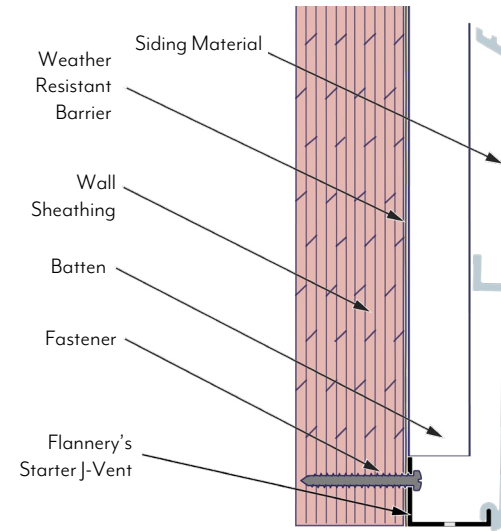 Siding Material
Weather
Resistant
Barrier
Wall
Sheathing
Batten
Fastener
Flannery's
Starter J-Vent